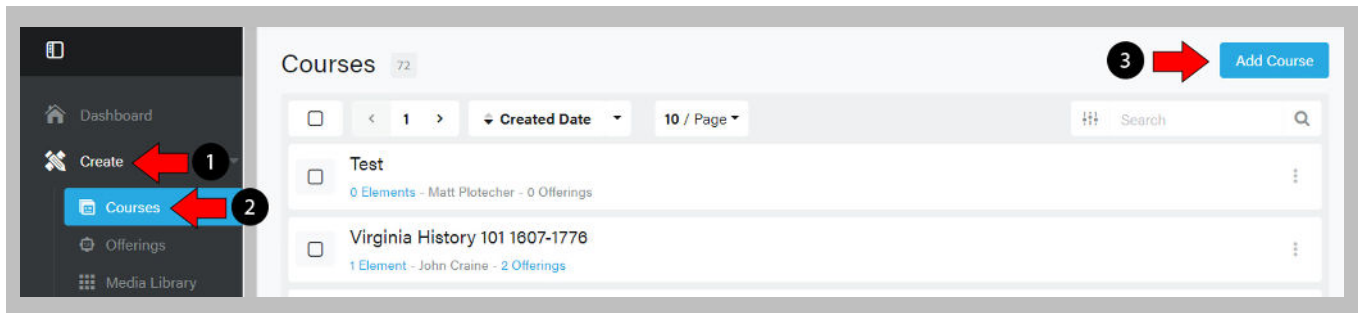 Courses 72
3
Add Course
Dashboard
1 Created Date 10 / Page Search
Create 1
Test
0 Elements - Matt Plotecher - 0 Offerings
Courses 2
Virginia History 101 1607-1776
Offerings
1 Element - John Craine - 2 Offerings
Media Library